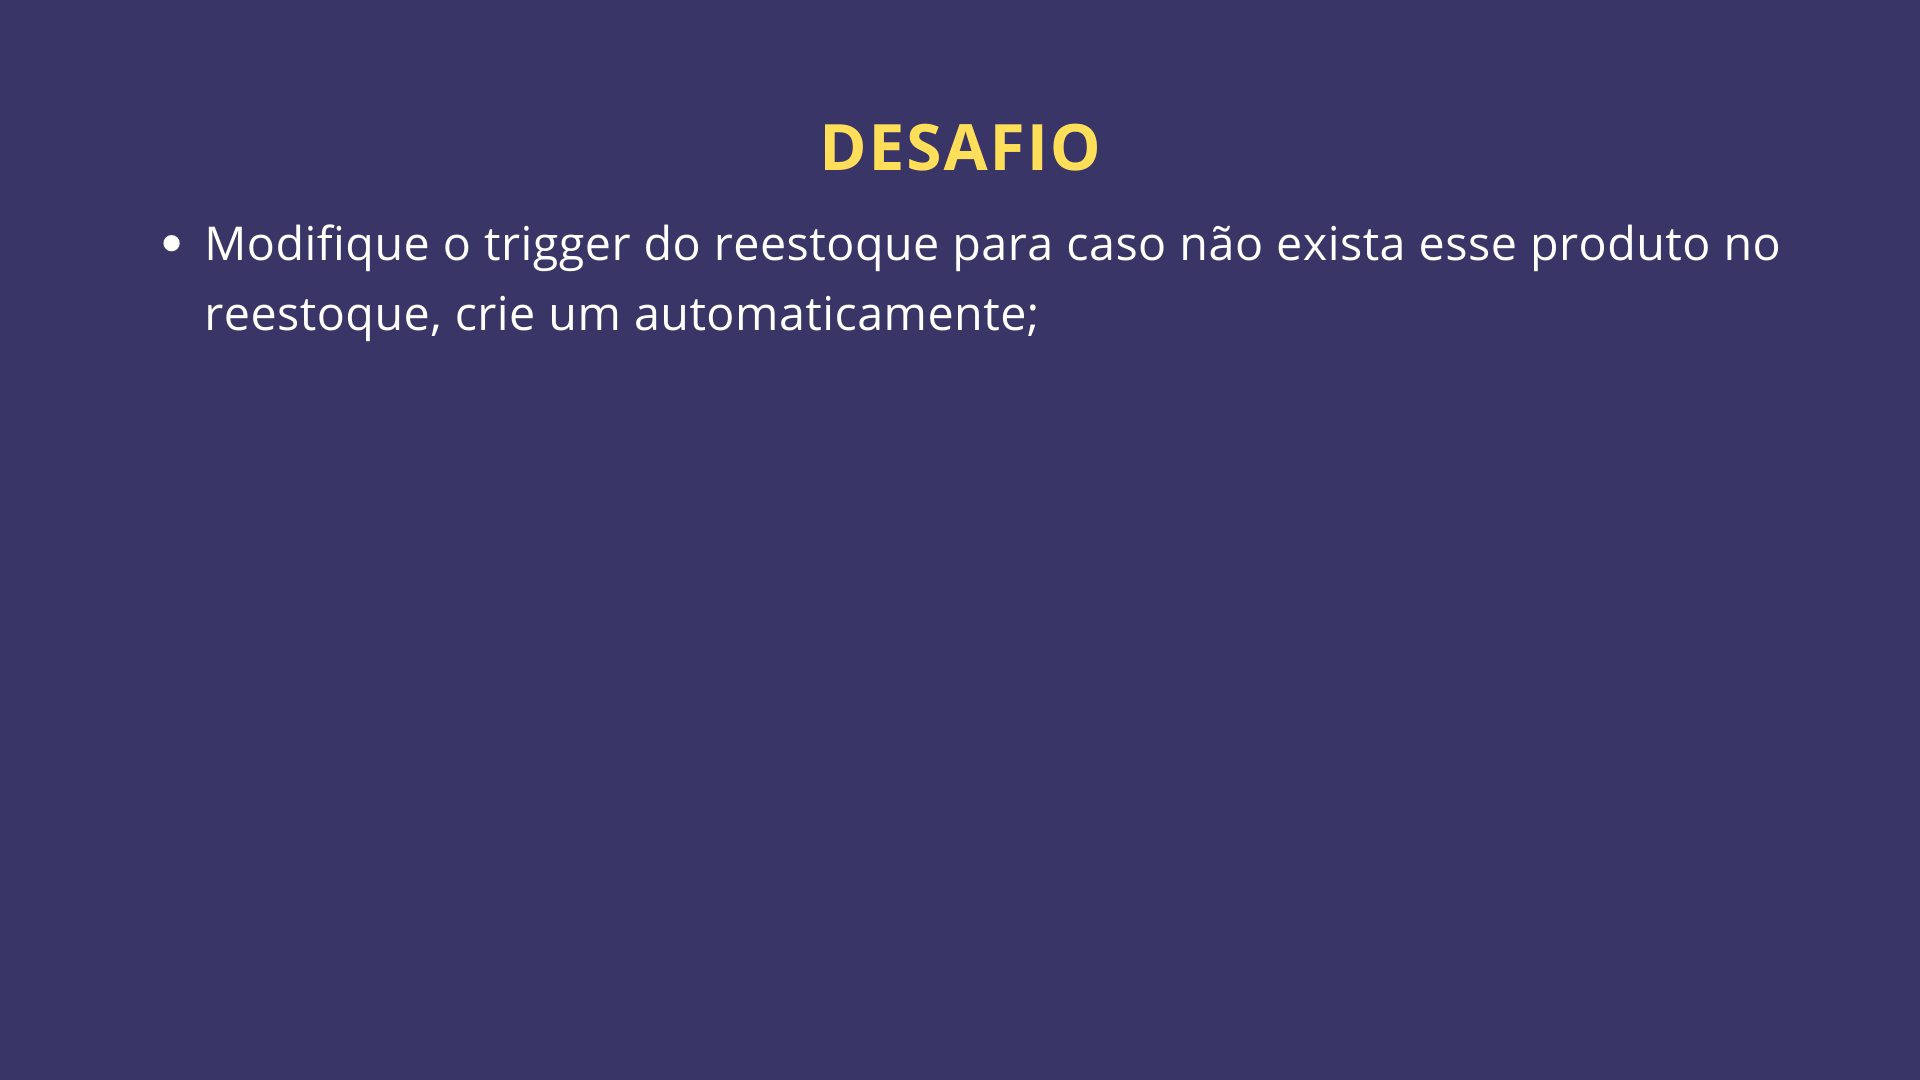 DESAFIO
• Modifique o trigger do reestoque para caso não exista esse produto no
reestoque, crie um automaticamente;